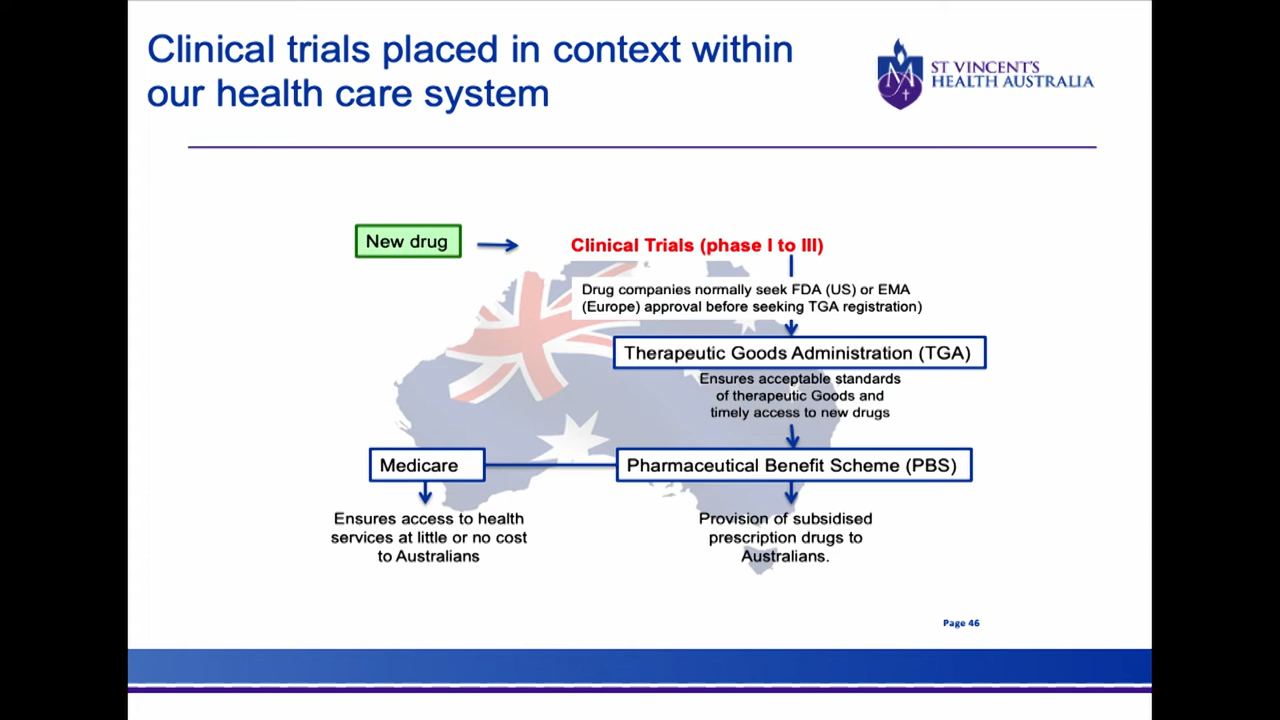 Clinical trials placed in context within
our health care system
ST VINCENT'S
HEALTH AUSTRALIA
New drug
Clinical Trials (phase I to III)
Drug companies normally seek FDA (US) or EMA
(Europe) approval before seeking TGA registration)
Therapeutic Goods Administration (TGA)
Ensures acceptable standards
of therapeutic Goods and
timely access to new drugs
Medicare
Pharmaceutical Benefit Scheme (PBS)
Ensures access to health
services at little or no cost
to Australians
Provision of subsidised
prescription drugs to
Australians.
Page 46